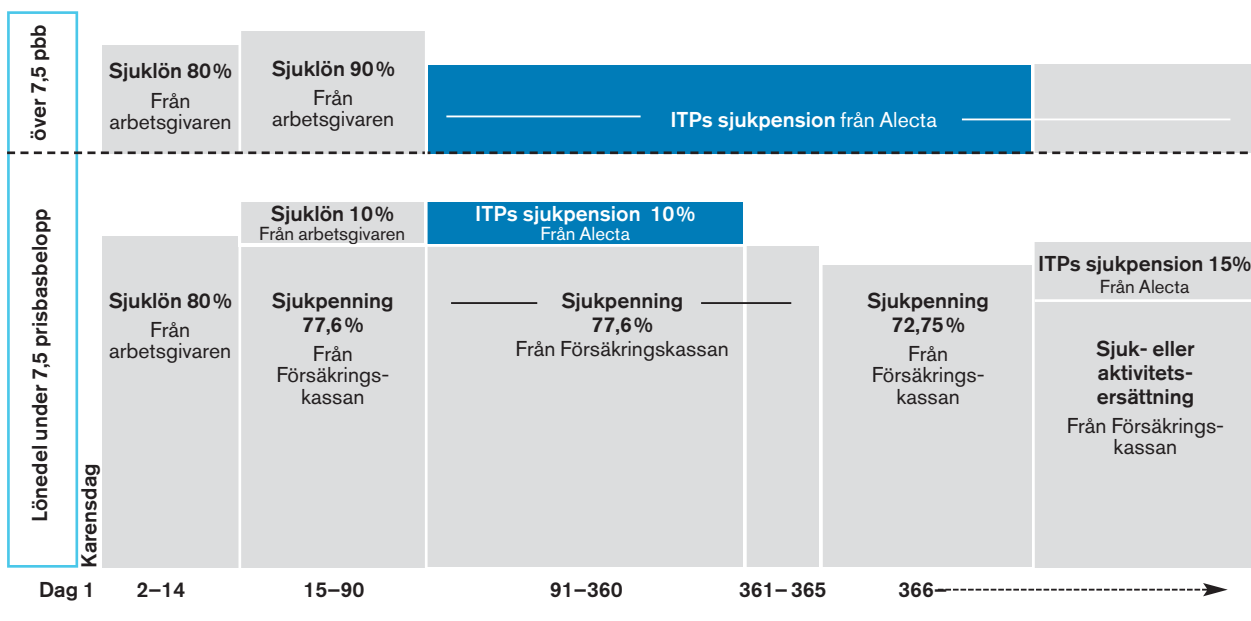 över 7,5 pbb
Sjuklön 80%
Från
arbetsgivaren
Sjuklön 90%
Från
arbetsgivaren
ITPs sjukpension från Alecta
Lönedel under 7,5 prisbasbelopp
Karensdag
Sjuklön 80%
Från
arbetsgivaren
Sjuklön 10%
Från arbetsgivaren
Sjukpenning
77,6%
Från
Försäkrings-
kassan
ITPs sjukpension 10%
Från Alecta
Sjukpenning
77,6%
Från Försäkringskassan
Sjukpenning
72,75%
Från
Försäkrings-
kassan
ITPs sjukpension 15%
Från Alecta
Sjuk- eller
aktivitets-
ersättning
Från Försäkrings-
kassan
Dag 1 2–14 15–90 91–360 361–365 366–